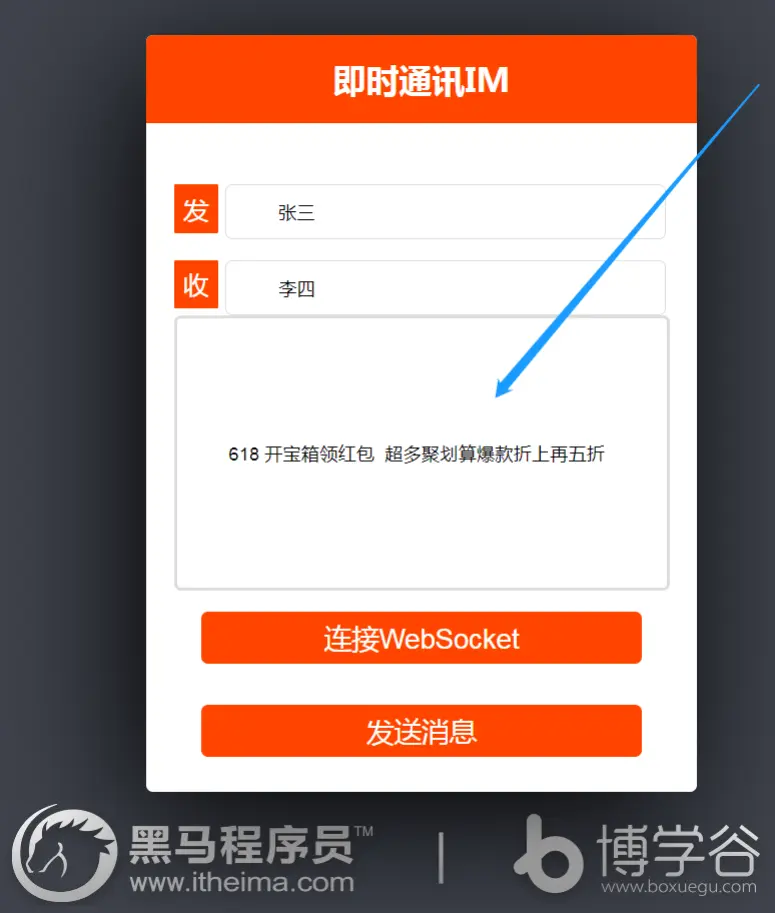 即时通讯IM
发 张三
收 李四
618 开宝箱领红包 超多聚划算爆款折上再五折
连接WebSocket
发送消息
黑马程序员™ 博学谷
www.itheima.com www.boxuegu.com